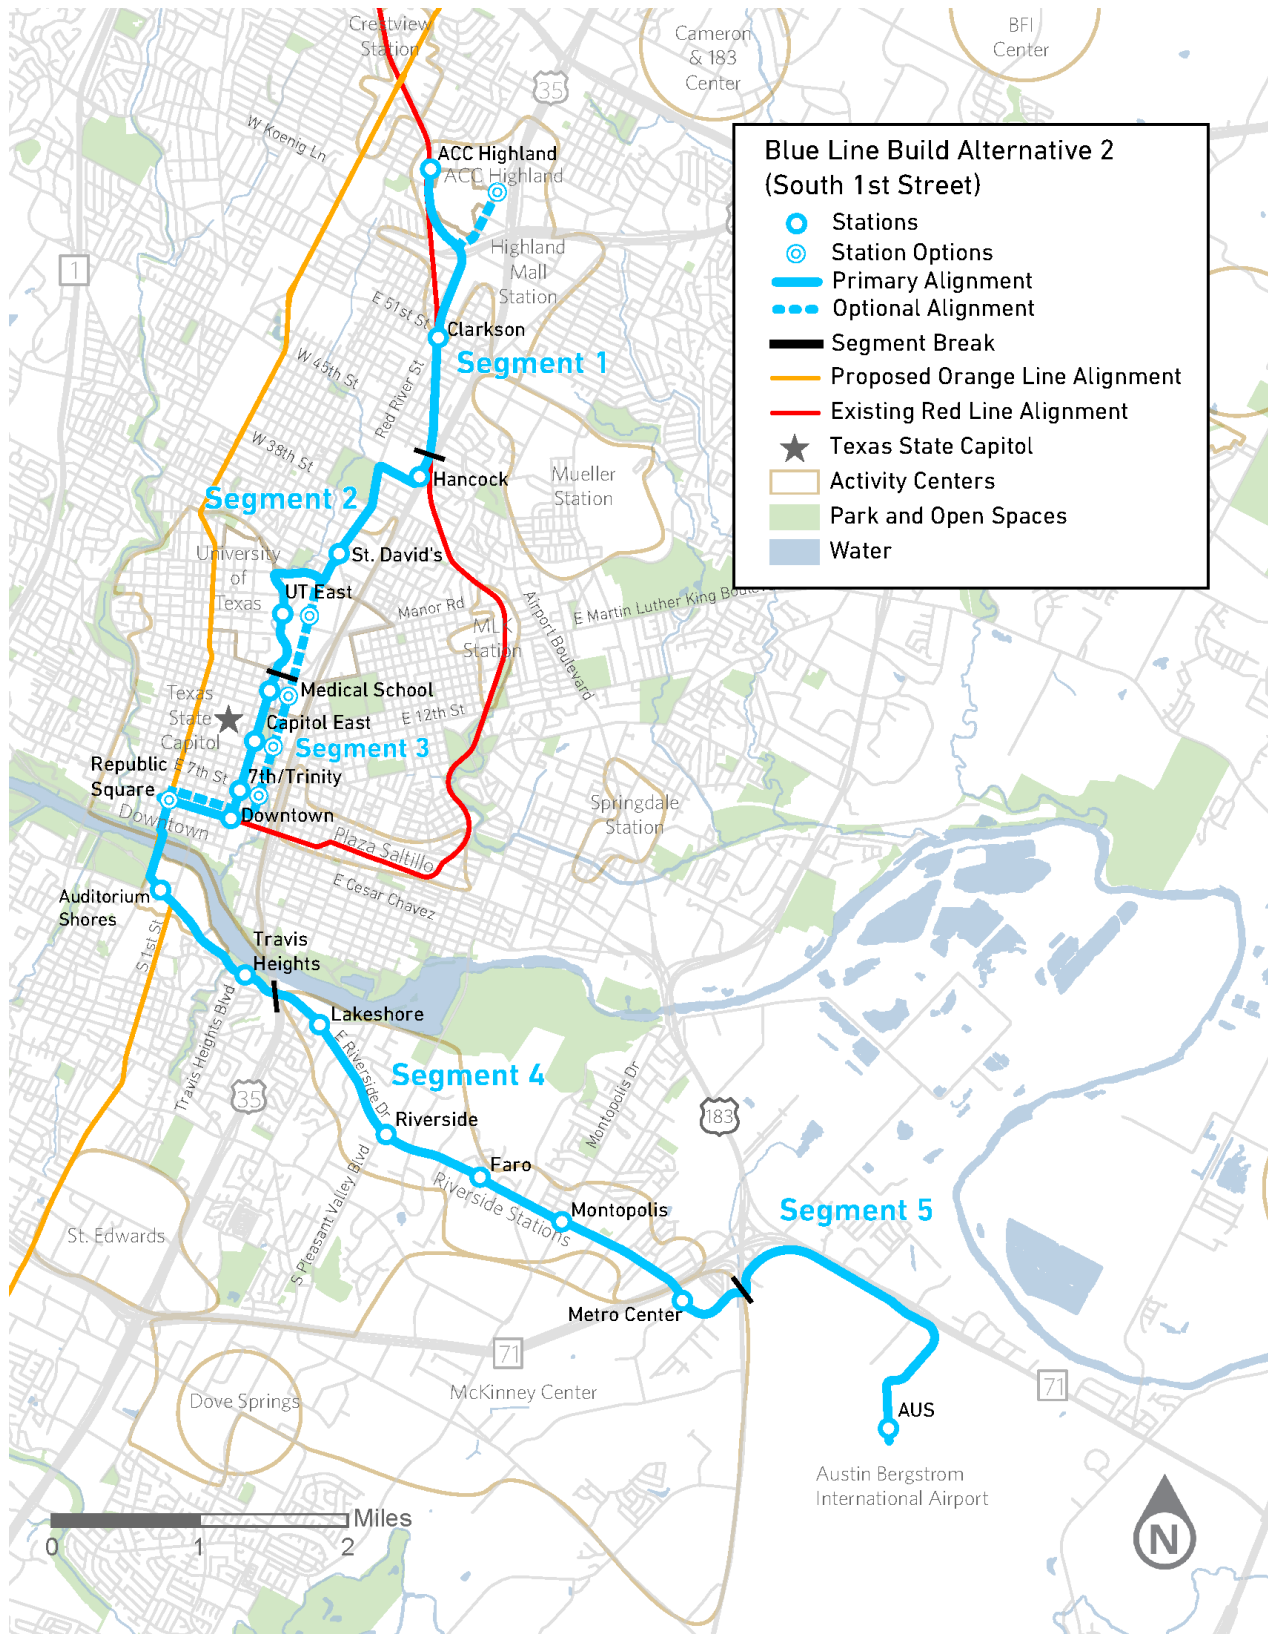 Crestview
Station
Cameron
& 183
Center
BFI
Center
35
W Koenig Ln
ACC Highland
ACC Highland
Highland
Mall
Station
1
E 51st St
Clarkson
Segment 1
W 45th St
Red River St
W 38th St
Hancock
Mueller
Station
Segment 2
University
of
Texas
St. David's
UT East
Manor Rd
MLK
Station
Airport Boulevard
E Martin Luther King Boulev
Texas
State
Capitol
Medical School
E 12th St
Capitol East
Segment 3
Republic
Square
E 7th St
7th/Trinity
Downtown
Downtown
Plaza Saltillo
Springdale
Station
E Cesar Chavez
Auditorium
Shores
S 1st St
Travis
Heights
Travis Heights Blvd
Lakeshore
E Riverside Dr
Segment 4
35
Montopolis Dr
183
Riverside
S Pleasant Valley Blvd
Faro
Riverside Stations
Montopolis
Segment 5
St. Edwards
Metro Center
71
McKinney Center
Dove Springs
71
AUS
Austin Bergstrom
International Airport
Miles
0 1 2
N
Blue Line Build Alternative 2
(South 1st Street)
Stations
Station Options
Primary Alignment
Optional Alignment
Segment Break
Proposed Orange Line Alignment
Existing Red Line Alignment
Texas State Capitol
Activity Centers
Park and Open Spaces
Water